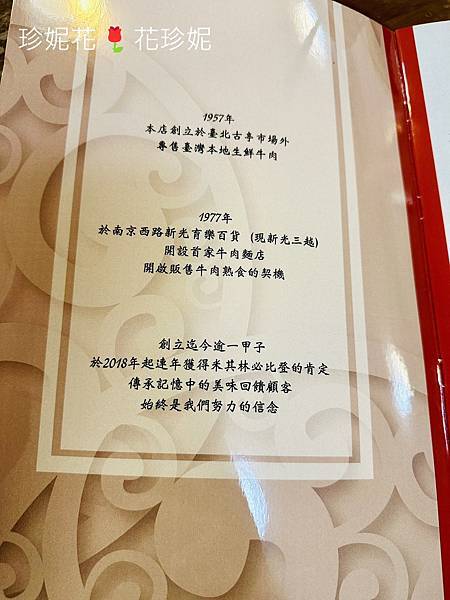 珍妮花🌹花珍妮
1957年
本店創立於臺北古亭市場外
專售臺灣本地生鮮牛肉
1977年
於南京西路新光育樂百貨 (現新光三越)
開設首家牛肉麵店
開啟販售牛肉熟食的契機
創立迄今逾一甲子
於2018年起連年獲得米其林必比登的肯定
傳承記憶中的美味回饋顧客
始終是我們努力的信念